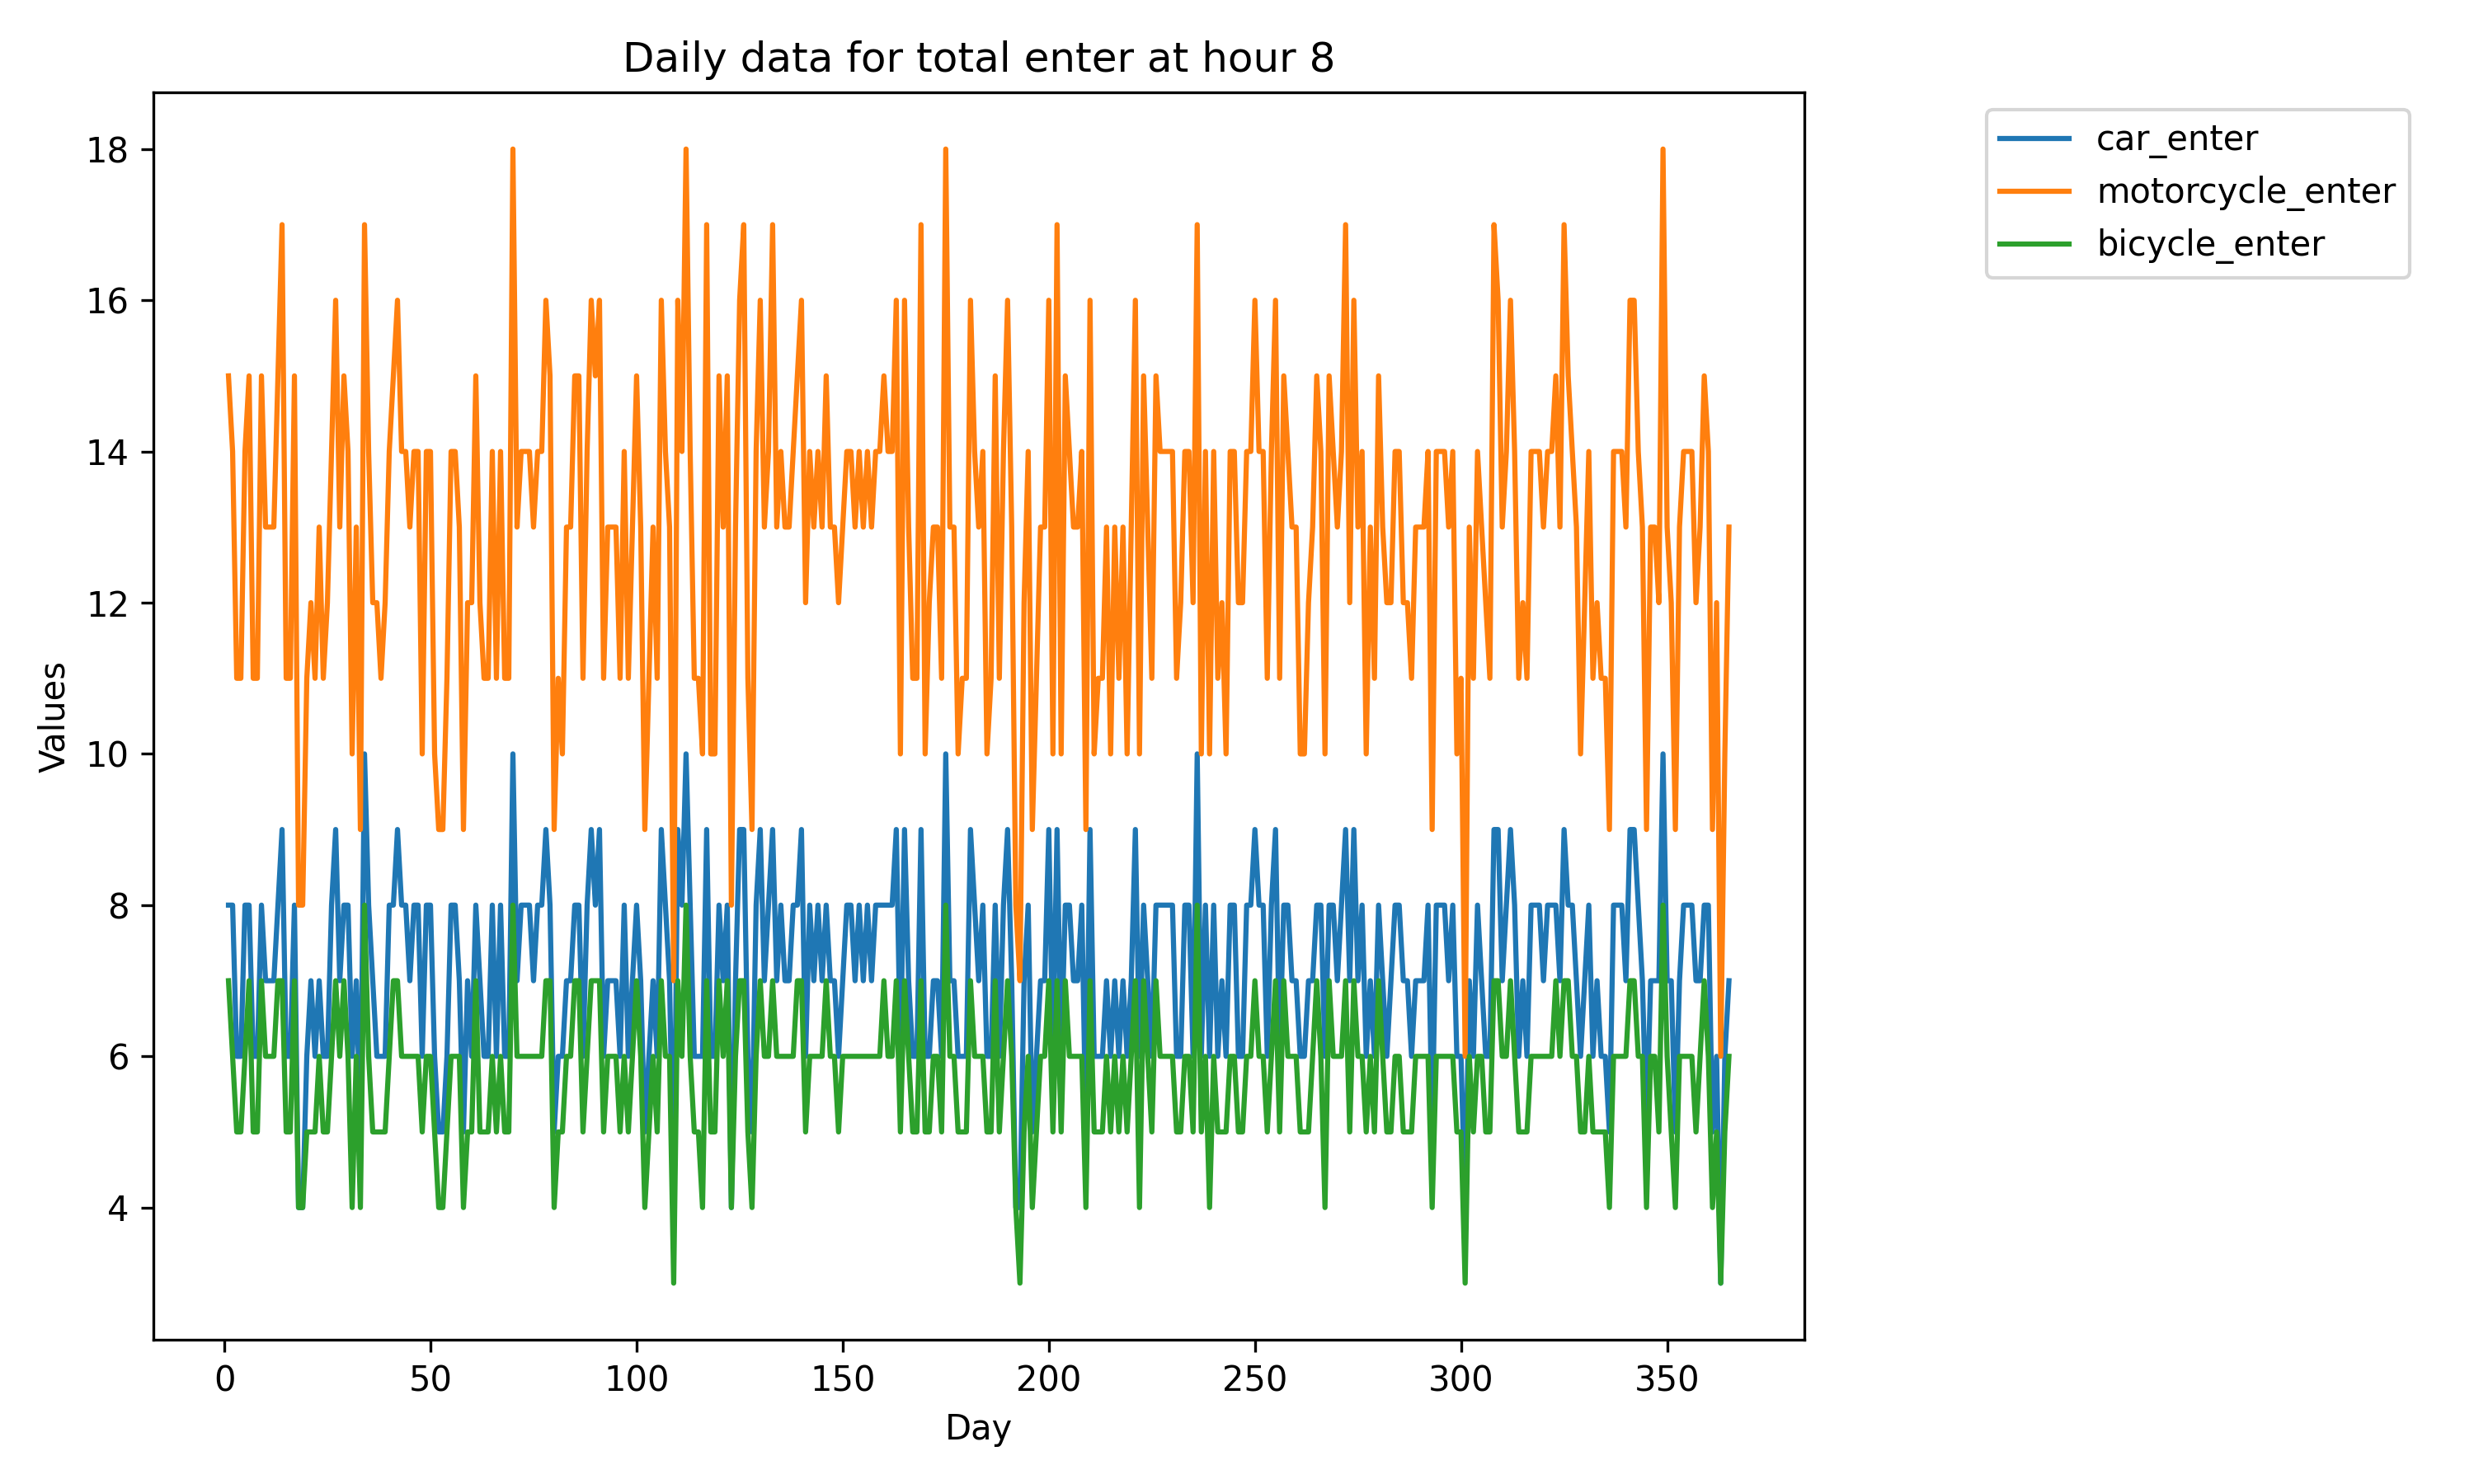 Daily data for total enter at hour 8
car_enter
motorcycle_enter
bicycle_enter
18
16
14
12
10
8
6
4
Values
0 50 100 150 200 250 300 350
Day